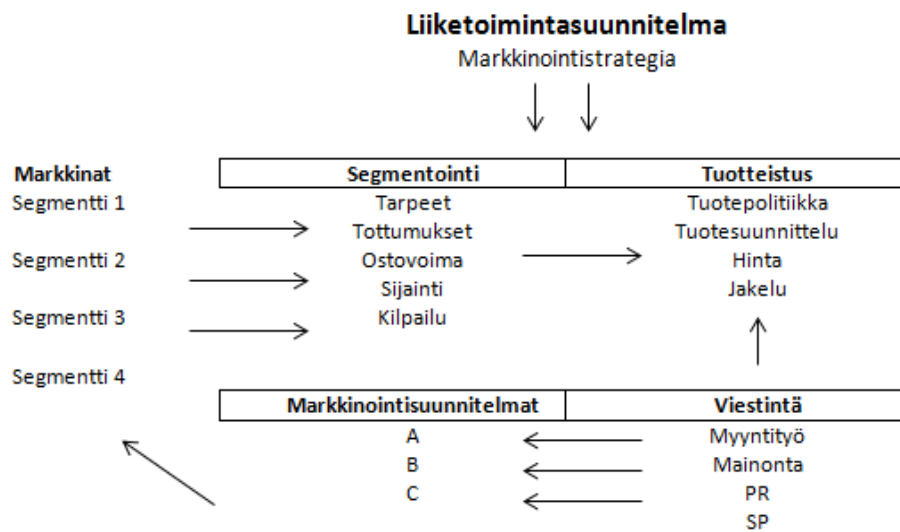 Liiketoimintasuunnitelma
Markkinointistrategia
Markkinat
Segmentti 1
Segmentti 2
Segmentti 3
Segmentti 4
Segmentointi
Tarpeet
Tottumukset
Ostovoima
Sijainti
Kilpailu
Tuotteistus
Tuotepolitiikka
Tuotesuunnittelu
Hinta
Jakelu
Markkinointisuunnitelmat
A
B
C
Viestintä
Myyntityö
Mainonta
PR
SP